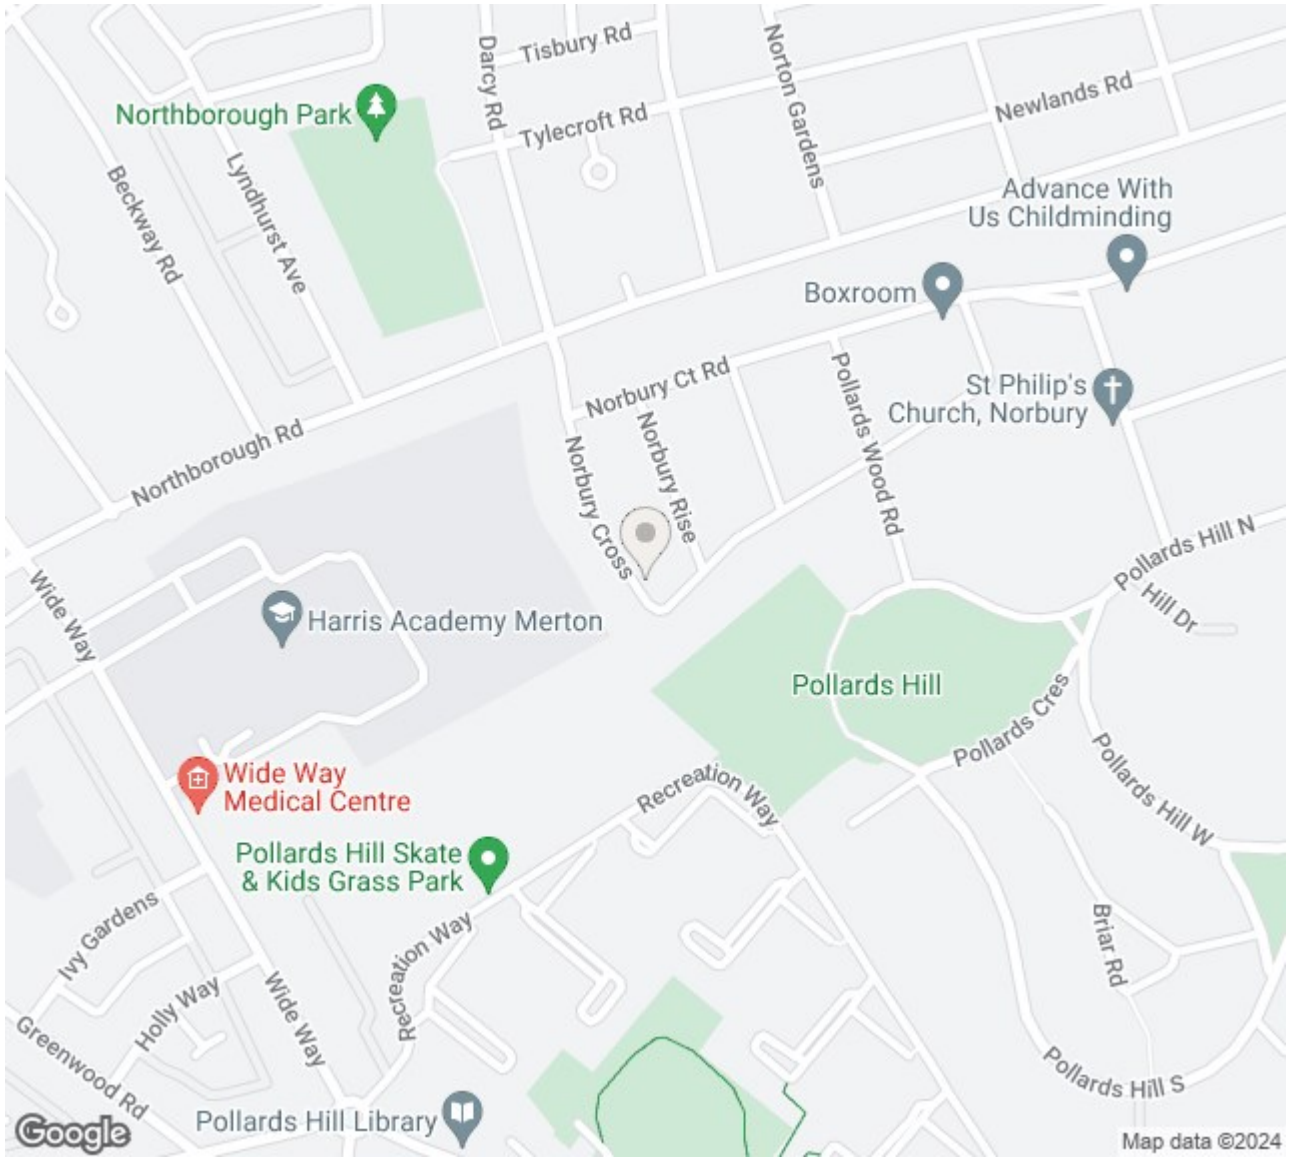 Tisbury Rd
Darcy Rd
Norton Gardens
Northborough Park
Newlands Rd
Tylecroft Rd
Beckway Rd
Lyndhurst Ave
Advance With
Us Childminding
Boxroom
Norbury Ct Rd
Pollards Wood Rd
St Philip's
Church, Norbury
Northborough Rd
Norbury Cross
Norbury Rise
Pollards Hill N
Wide Way
Hill Dr
Harris Academy Merton
Pollards Hill
Pollards Cres
Wide Way
Medical Centre
Recreation Way
Pollards Hill W
Pollards Hill Skate
& Kids Grass Park
Ivy Gardens
Recreation Way
Briar Rd
Holly Way
Wide Way
Greenwood Rd
Pollards Hill S
Pollards Hill Library
Google
Map data ©2024